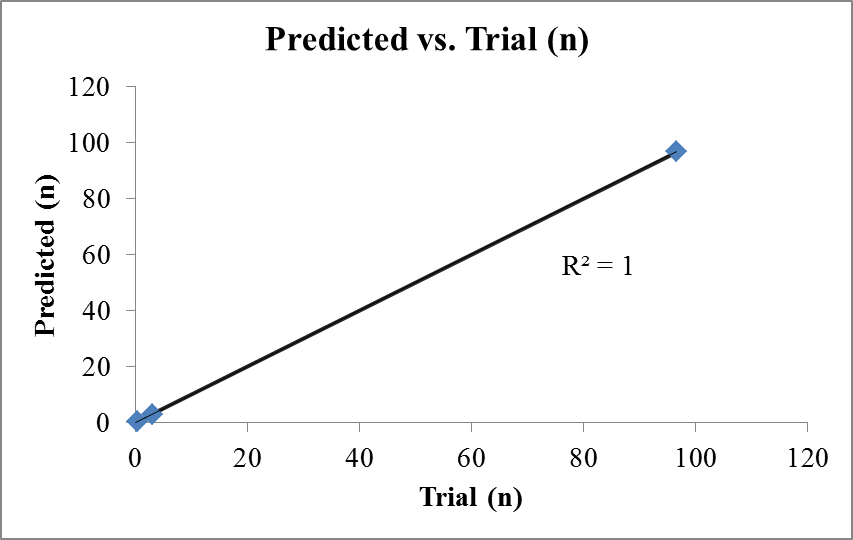 Predicted vs. Trial (n)
120
100
80
60
40
20
0
Predicted (n)
R² = 1
0 20 40 60 80 100 120
Trial (n)